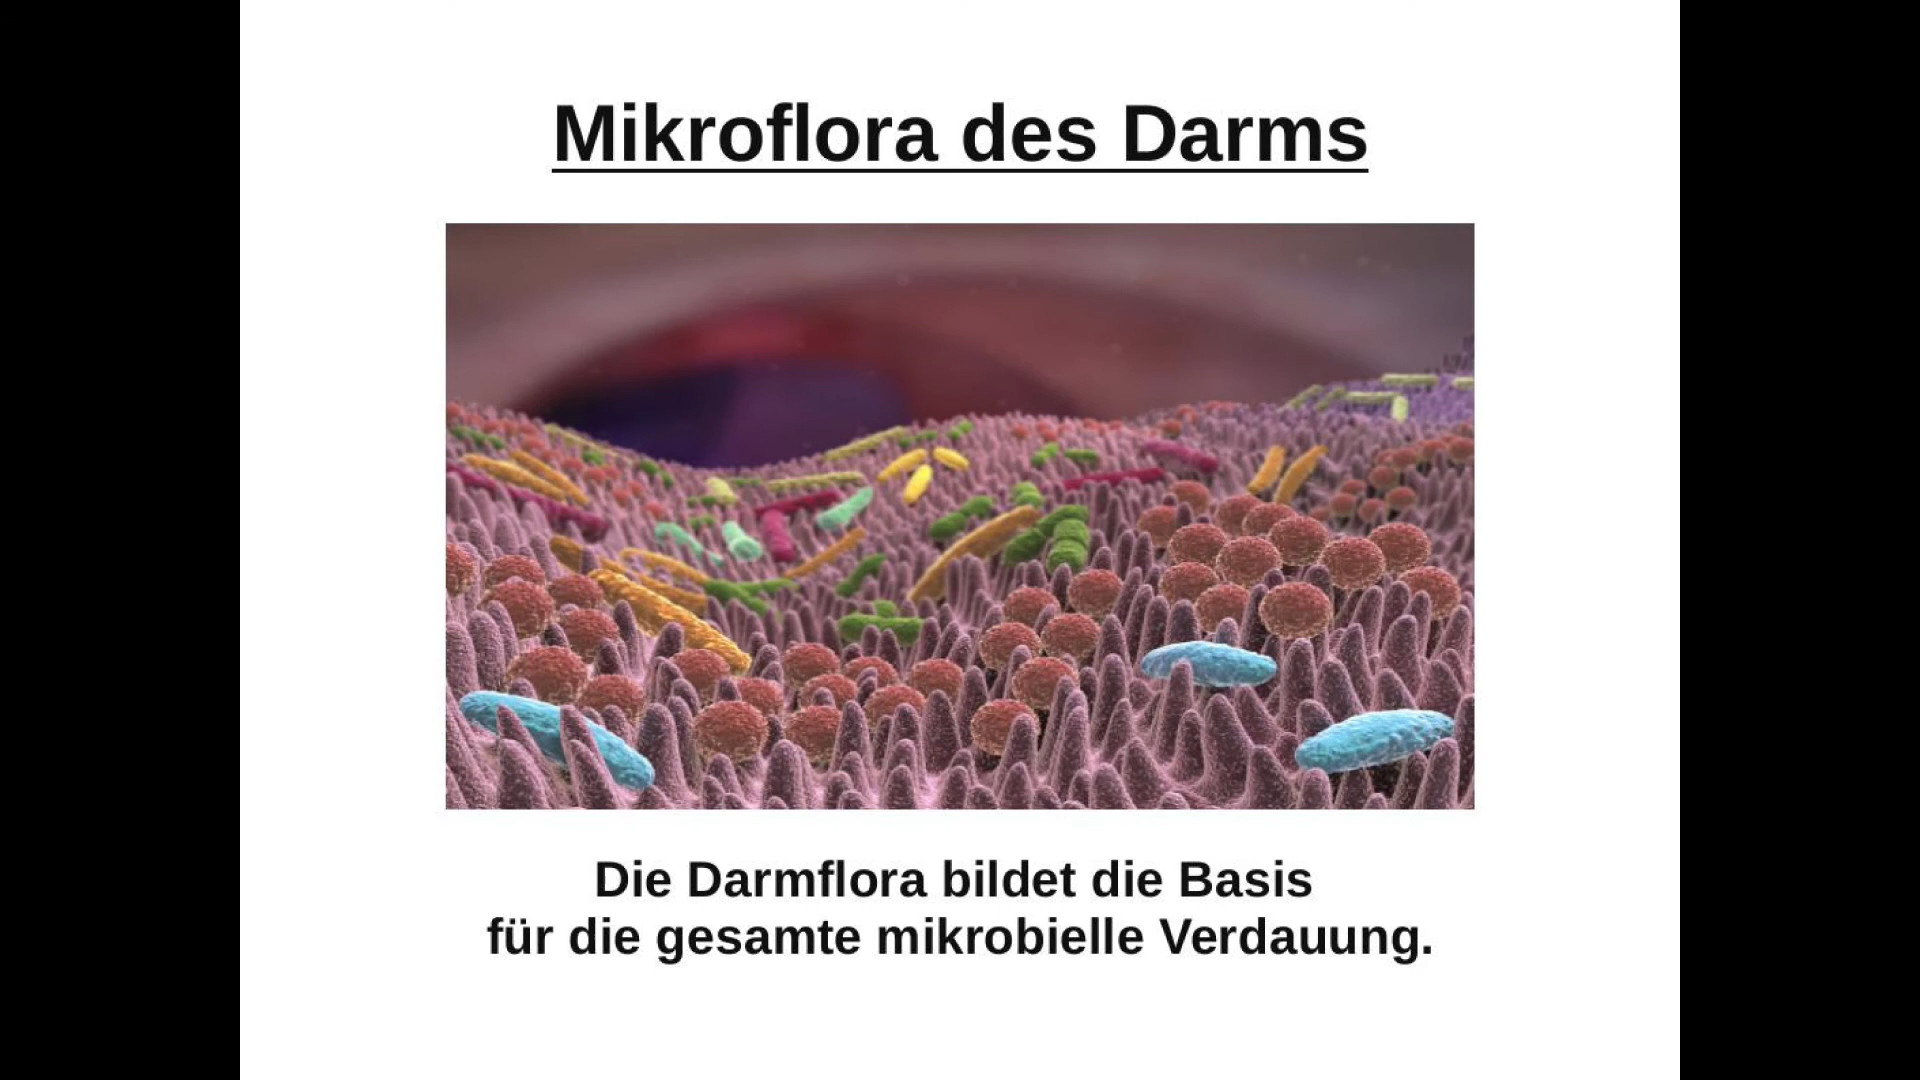 Mikroflora des Darms
Die Darmflora bildet die Basis
für die gesamte mikrobielle Verdauung.